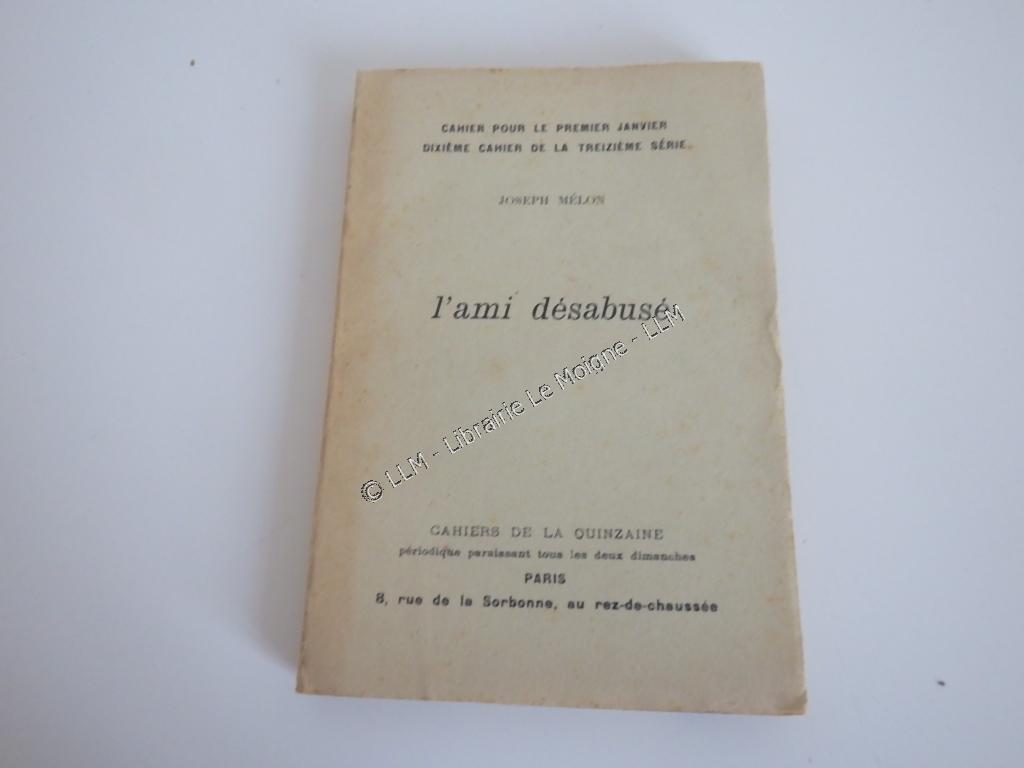 CAHIER POUR LE PREMIER JANVIER
DIXIÈME CAHIER DE LA TREIZIÈME SÉRIE
JOSEPH MÉLON
l'ami désabusé
© LLM - Librairie Le Moigne - LLM
CAHIERS DE LA QUINZAINE
périodique paraissant tous les deux dimanches
PARIS
8, rue de la Sorbonne, au rez-de-chaussée